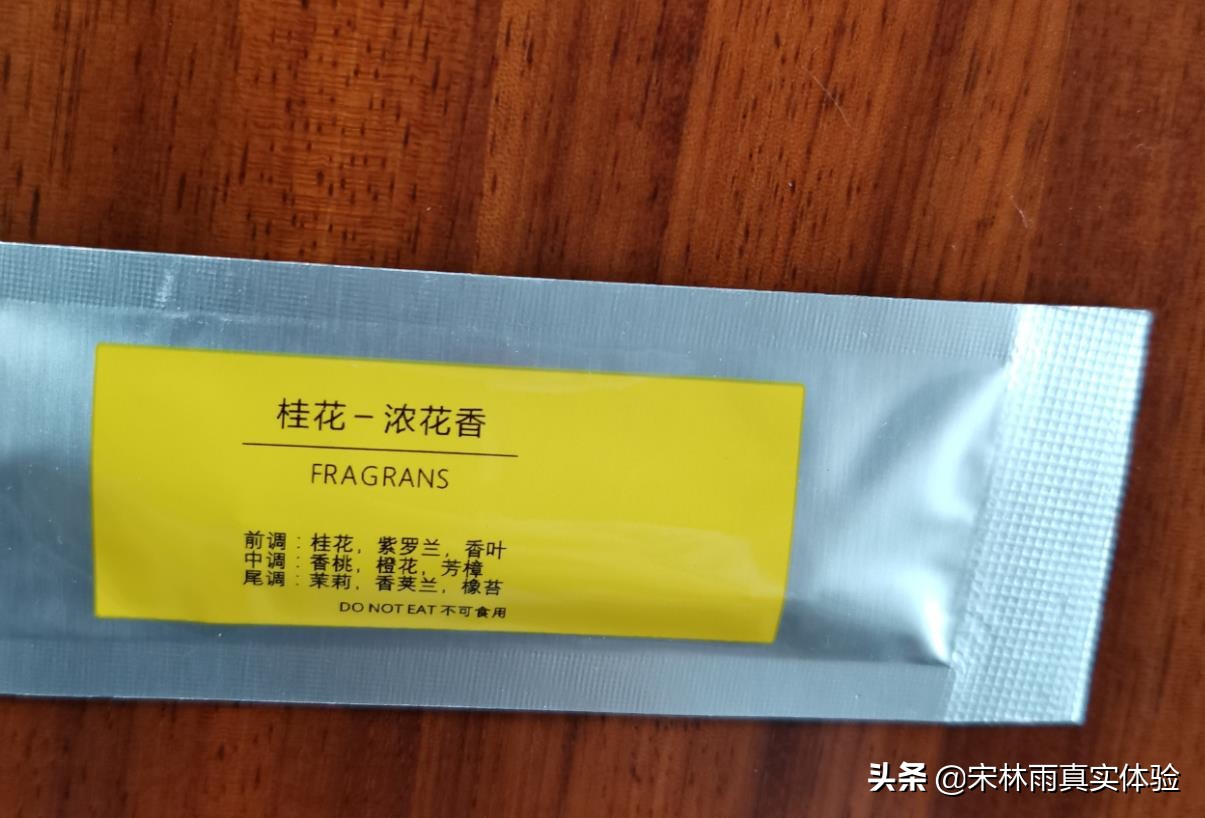 桂花-浓花香
FRAGRANS
前调：桂花，紫罗兰，香叶
中调：香桃，橙花，芳樟
尾调：茉莉，香荚兰，橡苔
DO NOT EAT 不可食用
头条 @宋林雨真实体验